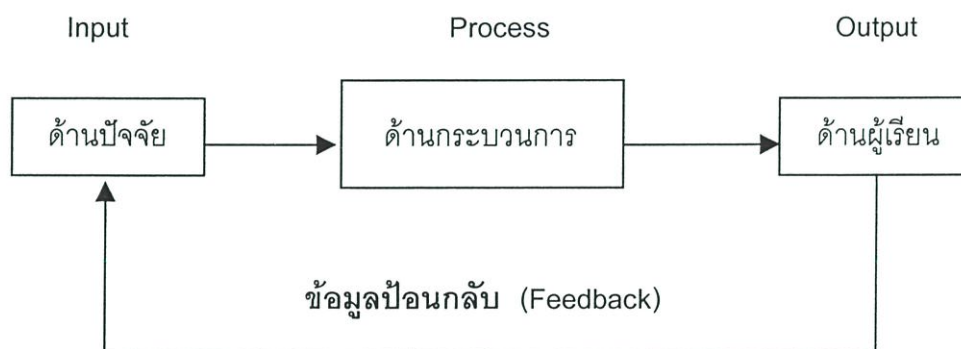 Input Process Output
ด้านปัจจัย ด้านกระบวนการ ด้านผู้เรียน
ข้อมูลป้อนกลับ (Feedback)